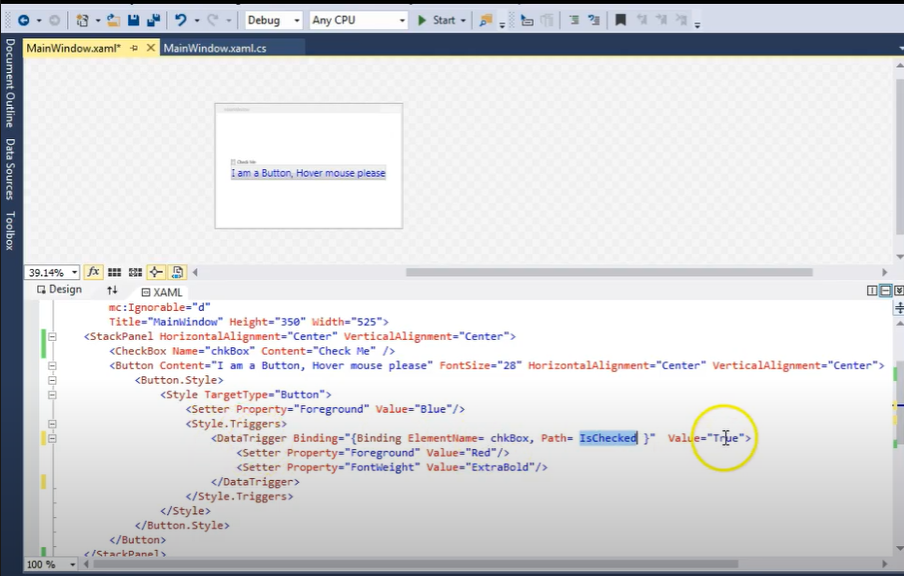 Debug Any CPU Start
MainWindow.xaml* MainWindow.xaml.cs
Document Outline
Data Sources
Toolbox
Check Me
I am a Button, Hover mouse please
39.14% fx
Design XAML
mc:Ignorable="d"
Title="MainWindow" Height="350" Width="525">
<StackPanel HorizontalAlignment="Center" VerticalAlignment="Center">
<CheckBox Name="chkBox" Content="Check Me" />
<Button Content="I am a Button, Hover mouse please" FontSize="28" HorizontalAlignment="Center" VerticalAlignment="Center">
<Button.Style>
<Style TargetType="Button">
<Setter Property="Foreground" Value="Blue"/>
<Style.Triggers>
<DataTrigger Binding="{Binding ElementName= chkBox, Path= IsChecked }" Value="True">
<Setter Property="Foreground" Value="Red"/>
<Setter Property="FontWeight" Value="ExtraBold"/>
</DataTrigger>
</Style.Triggers>
</Style>
</Button.Style>
</Button>
</StackPanel>
100 %